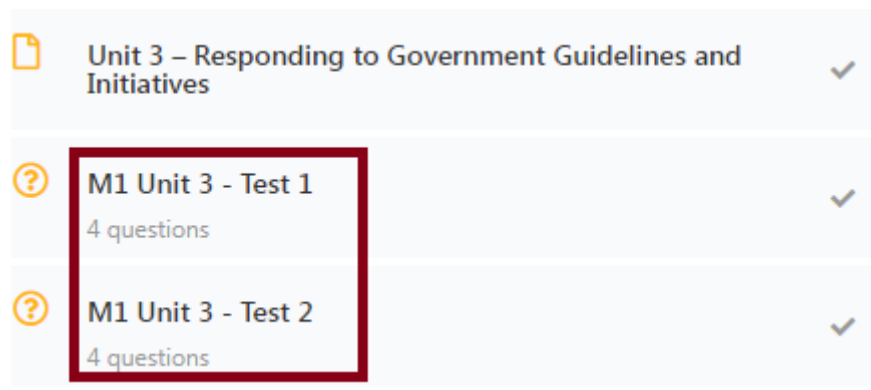 Unit 3 – Responding to Government Guidelines and
Initiatives
M1 Unit 3 - Test 1
4 questions
M1 Unit 3 - Test 2
4 questions